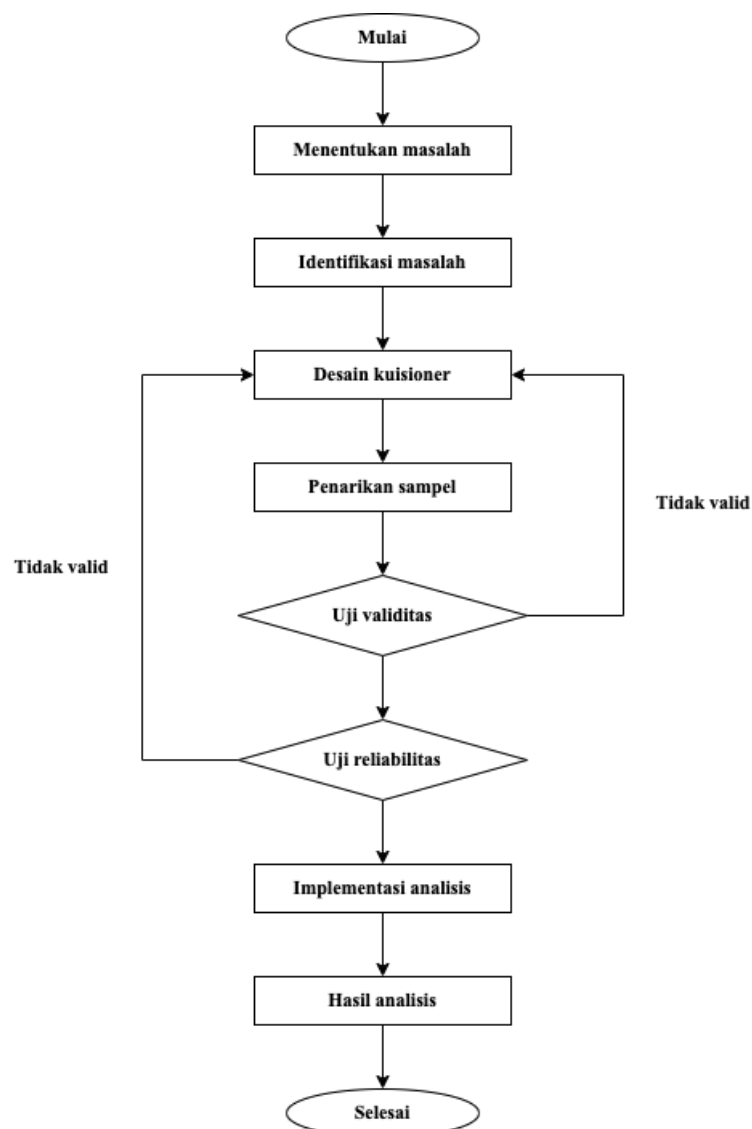 Mulai
Menentukan masalah
Identifikasi masalah
Desain kuisioner
Penarikan sampel
Tidak valid
Tidak valid
Uji validitas
Uji reliabilitas
Implementasi analisis
Hasil analisis
Selesai